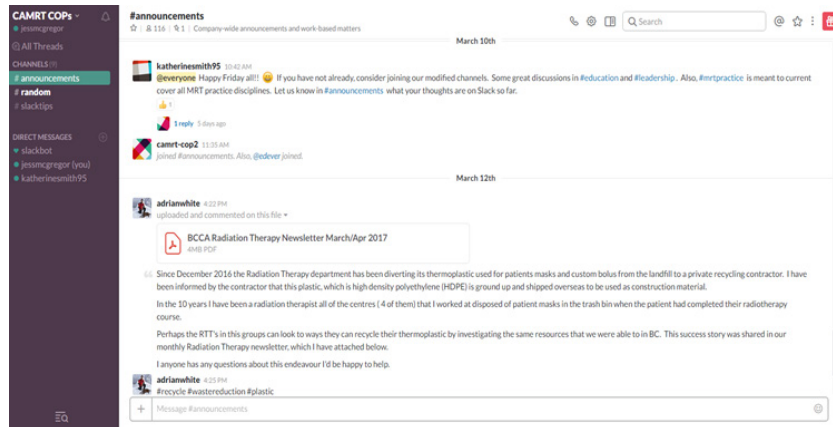 CAMRT COPs
jessmcgregor
All Threads
CHANNELS (9)
# announcements
# random
# slacktips
DIRECT MESSAGES
slackbot
jessmcgregor (you)
katherinesmith95
#announcements
116 | 1 | Company-wide announcements and work-based matters
Search
March 10th
katherinesmith95 10:42 AM
@everyone Happy Friday all!! If you have not already, consider joining our modified channels. Some great discussions in #education and #leadership. Also, #mrtpractice is meant to current
cover all MRT practice disciplines. Let us know in #announcements what your thoughts are on Slack so far.
1
1 reply 5 days ago
camrt-cop2 11:35 AM
joined #announcements. Also, @edever joined.
March 12th
adrianwhite 4:22 PM
uploaded and commented on this file
BCCA Radiation Therapy Newsletter March/Apr 2017
4MB PDF
Since December 2016 the Radiation Therapy department has been diverting its thermoplastic used for patients masks and custom bolus from the landfill to a private recycling contractor. I have
been informed by the contractor that this plastic, which is high density polyethylene (HDPE) is ground up and shipped overseas to be used as construction material.
In the 10 years I have been a radiation therapist all of the centres ( 4 of them) that I worked at disposed of patient masks in the trash bin when the patient had completed their radiotherapy
course.
Perhaps the RTT's in this groups can look to ways they can recycle their thermoplastic by investigating the same resources that we were able to in BC. This success story was shared in our
monthly Radiation Therapy newsletter, which I have attached below.
I anyone has any questions about this endeavour I'd be happy to help.
adrianwhite 4:25 PM
#recycle #wastereduction #plastic
Message #announcements